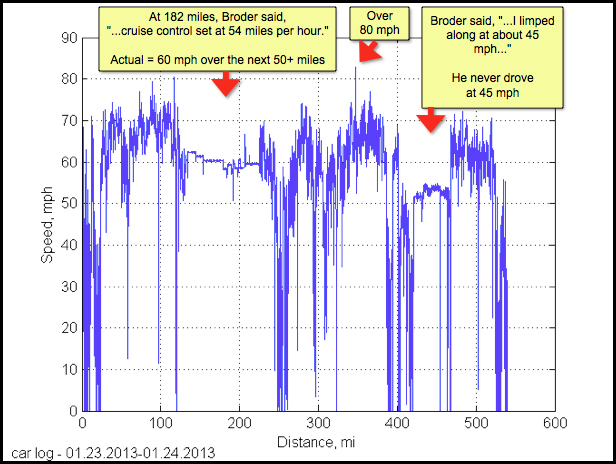 At 182 miles, Broder said,
"...cruise control set at 54 miles per hour."
Actual = 60 mph over the next 50+ miles
Over
80 mph
Broder said, "...I limped
along at about 45
mph..."
He never drove
at 45 mph
90
80
70
60
50
40
30
20
10
0
Speed, mph
0 100 200 300 400 500 600
Distance, mi
car log - 01.23.2013-01.24.2013